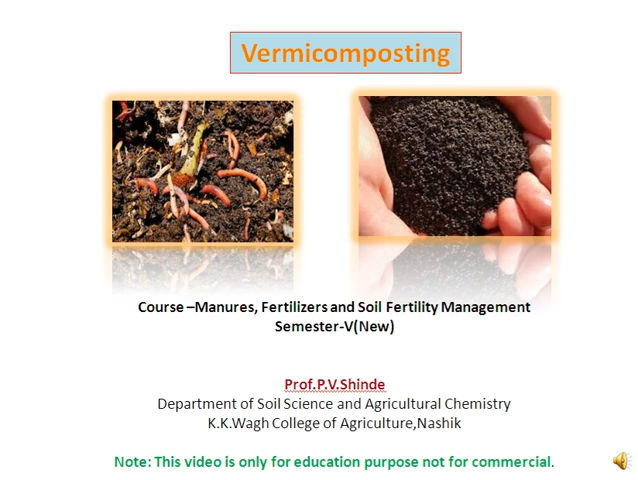 Vermicomposting
Course –Manures, Fertilizers and Soil Fertility Management
Semester-V(New)
Prof.P.V.Shinde
Department of Soil Science and Agricultural Chemistry
K.K.Wagh College of Agriculture,Nashik
Note: This video is only for education purpose not for commercial.